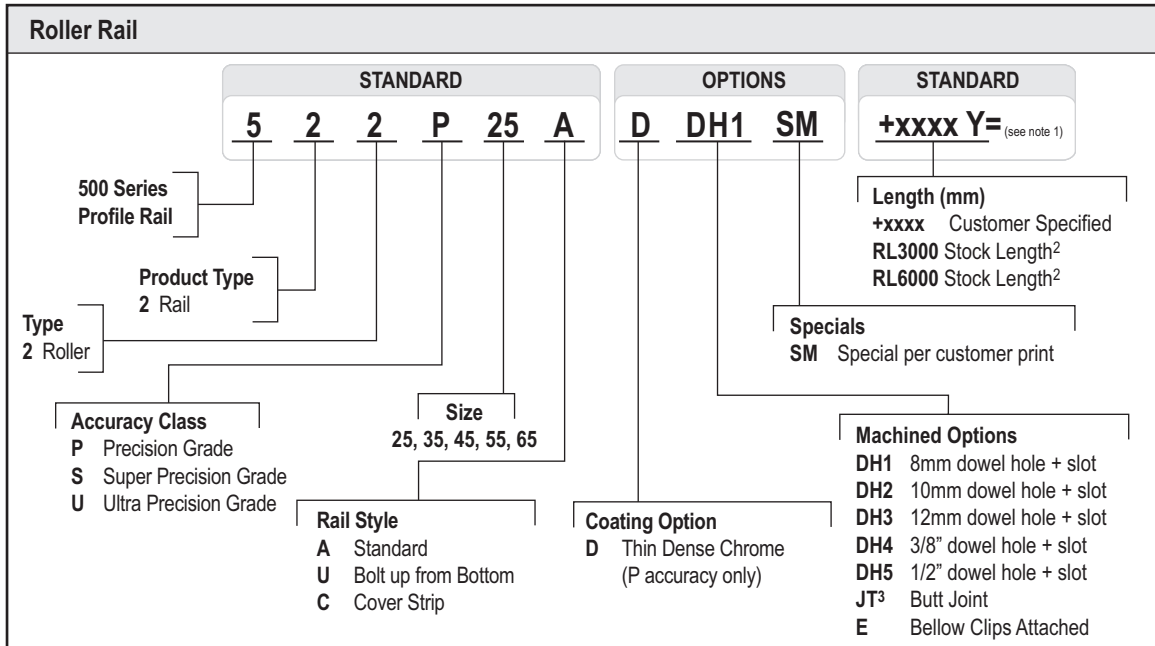 Roller Rail
STANDARD
OPTIONS
STANDARD
5 2 2 P 25 A
D DH1 SM
+xxxx Y= (see note 1)
500 Series
Profile Rail
Product Type
2 Rail
Type
2 Roller
Accuracy Class
P Precision Grade
S Super Precision Grade
U Ultra Precision Grade
Size
25, 35, 45, 55, 65
Rail Style
A Standard
U Bolt up from Bottom
C Cover Strip
Coating Option
D Thin Dense Chrome
(P accuracy only)
Length (mm)
+xxxx Customer Specified
RL3000 Stock Length²
RL6000 Stock Length²
Specials
SM Special per customer print
Machined Options
DH1 8mm dowel hole + slot
DH2 10mm dowel hole + slot
DH3 12mm dowel hole + slot
DH4 3/8” dowel hole + slot
DH5 1/2” dowel hole + slot
JT³ Butt Joint
E Bellow Clips Attached